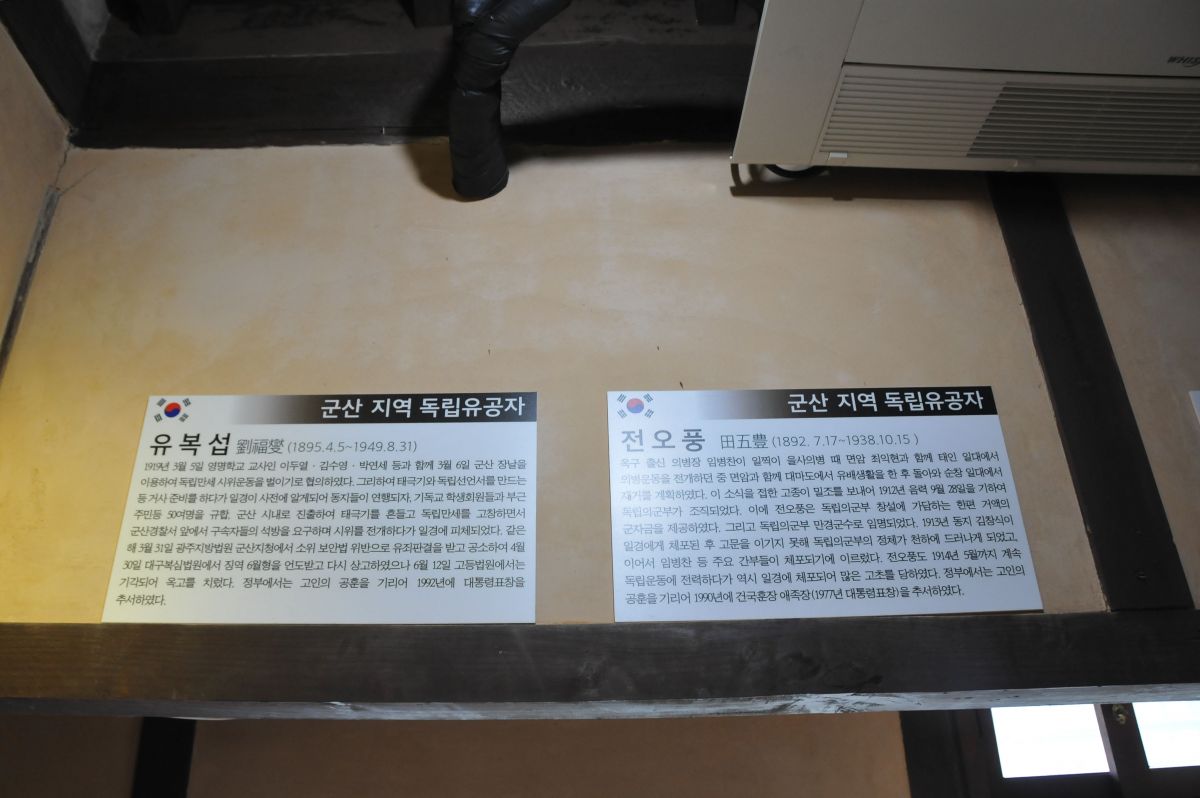 군산 지역 독립유공자
유복섭 劉福燮 (1895.4.5~1949.8.31)
1919년 3월 5일 영명학교 교사인 이두열 · 김수영 · 박연세 등과 함께 3월 6일 군산 장날을
이용하여 독립만세 시위운동을 벌이기로 협의하였다. 그리하여 태극기와 독립선언서를 만드는
등 거사 준비를 하다가 일경이 사전에 알게되어 동지들이 연행되자, 기독교 학생회원들과 부근
주민등 50여명을 규합, 군산 시내로 진출하여 태극기를 흔들고 독립만세를 고창하면서
군산경찰서 앞에서 구속자들의 석방을 요구하며 시위를 전개하다가 일경에 피체되었다. 같은
해 3월 31일 광주지방법원 군산지청에서 소위 보안법 위반으로 유죄판결을 받고 공소하여 4월
30일 대구복심법원에서 징역 6월형을 언도받고 다시 상고하였으나 6월 12일 고등법원에서는
기각되어 옥고를 치렀다. 정부에서는 고인의 공훈을 기리어 1992년에 대통령표창을
추서하였다.
군산 지역 독립유공자
전오풍 田五豊 (1892. 7.17~1938.10.15 )
옥구 출신 의병장 임병찬이 일찍이 을사의병 때 면암 최익현과 함께 태인 일대에서
의병운동을 전개하던 중 면암과 함께 대마도에서 유배생활을 한 후 돌아와 순창 일대에서
재거를 계획하였다. 이 소식을 접한 고종이 밀조를 보내어 1912년 음력 9월 28일을 기하여
독립의군부가 조직되었다. 이에 전오풍은 독립의군부 창설에 가담하는 한편 거액의
군자금을 제공하였다. 그리고 독립의군부 만경군수로 임명되었다. 1913년 동지 김창식이
일경에게 체포된 후 고문을 이기지 못해 독립의군부의 정체가 천하에 드러나게 되었고,
이어서 임병찬 등 주요 간부들이 체포되기에 이르렀다. 전오풍도 1914년 5월까지 계속
독립운동에 전력하다가 역시 일경에 체포되어 많은 고초를 당하였다. 정부에서는 고인의
공훈을 기리어 1990년에 건국훈장 애족장(1977년 대통령표창)을 추서하였다.